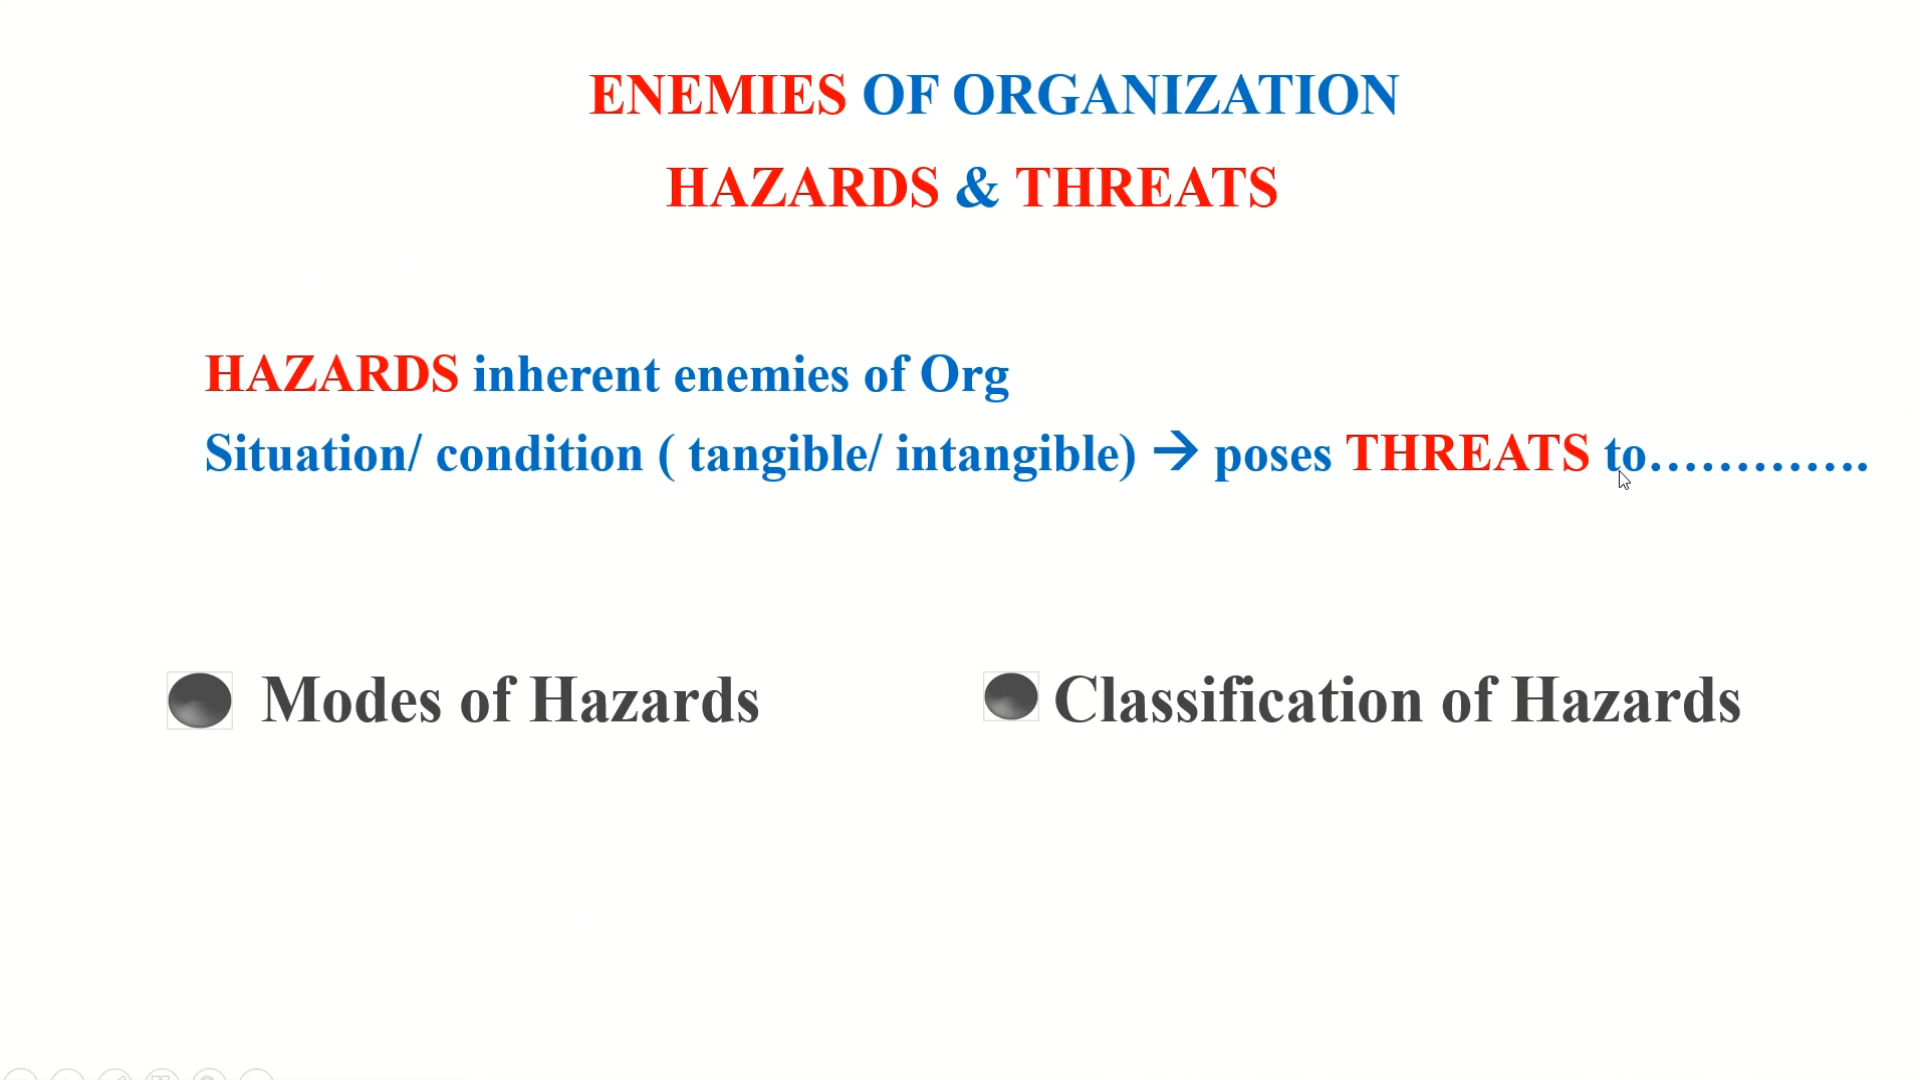 ENEMIES OF ORGANIZATION
HAZARDS & THREATS
HAZARDS inherent enemies of Org
Situation/ condition ( tangible/ intangible) → poses THREATS to.............
Modes of Hazards
Classification of Hazards